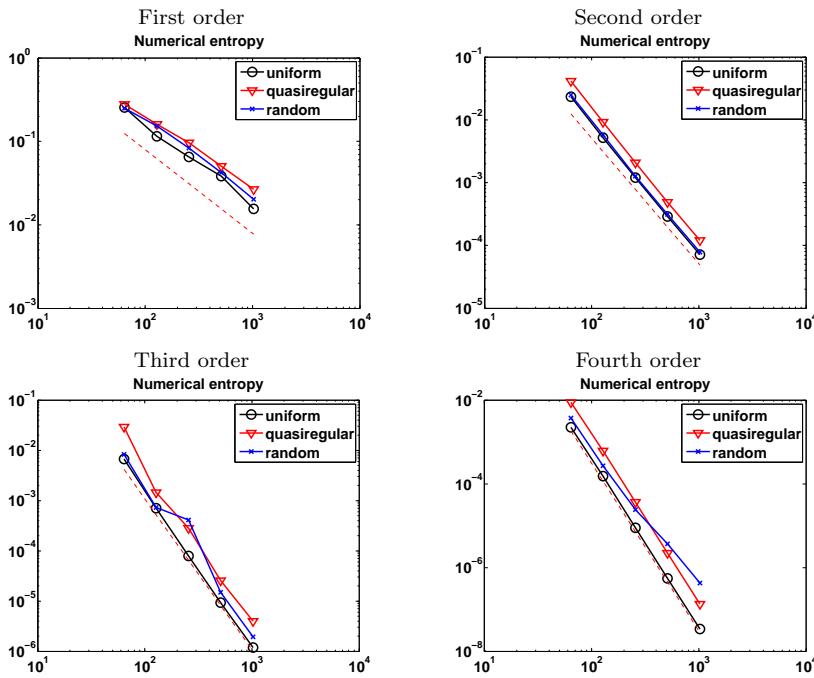 First order
Numerical entropy
10^0
10^-1
10^-2
10^-3
10^1
10^2
10^3
10^4
uniform
quasiregular
random
Second order
Numerical entropy
10^-1
10^-2
10^-3
10^-4
10^-5
10^1
10^2
10^3
10^4
uniform
quasiregular
random
Third order
Numerical entropy
10^-1
10^-2
10^-3
10^-4
10^-5
10^-6
10^1
10^2
10^3
10^4
uniform
quasiregular
random
Fourth order
Numerical entropy
10^-2
10^-4
10^-6
10^-8
10^1
10^2
10^3
10^4
uniform
quasiregular
random